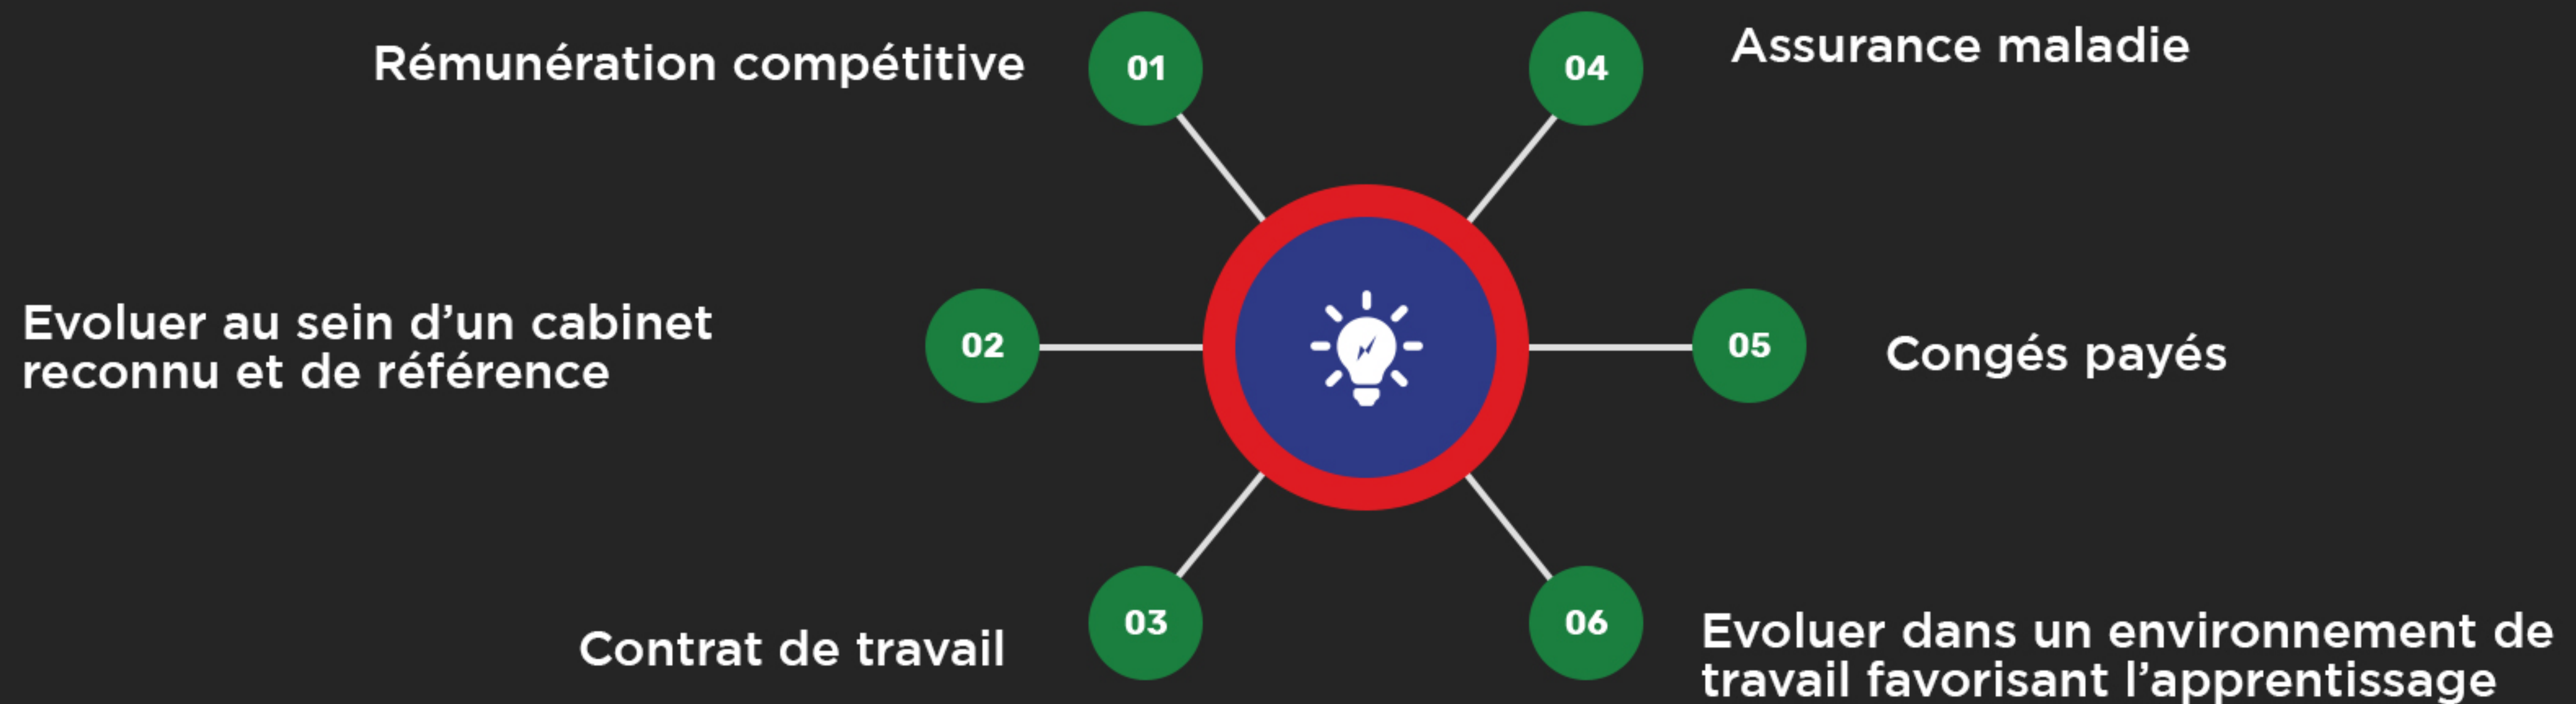 Rémunération compétitive
01
Evoluer au sein d’un cabinet
reconnu et de référence
02
Contrat de travail
03
04
Assurance maladie
05
Congés payés
06
Evoluer dans un environnement de
travail favorisant l’apprentissage